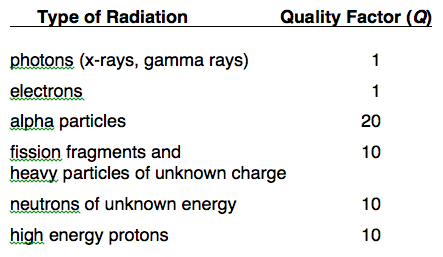 Type of Radiation Quality Factor (Q)
photons (x-rays, gamma rays) 1
electrons 1
alpha particles 20
fission fragments and 10
heavy particles of unknown charge
neutrons of unknown energy 10
high energy protons 10